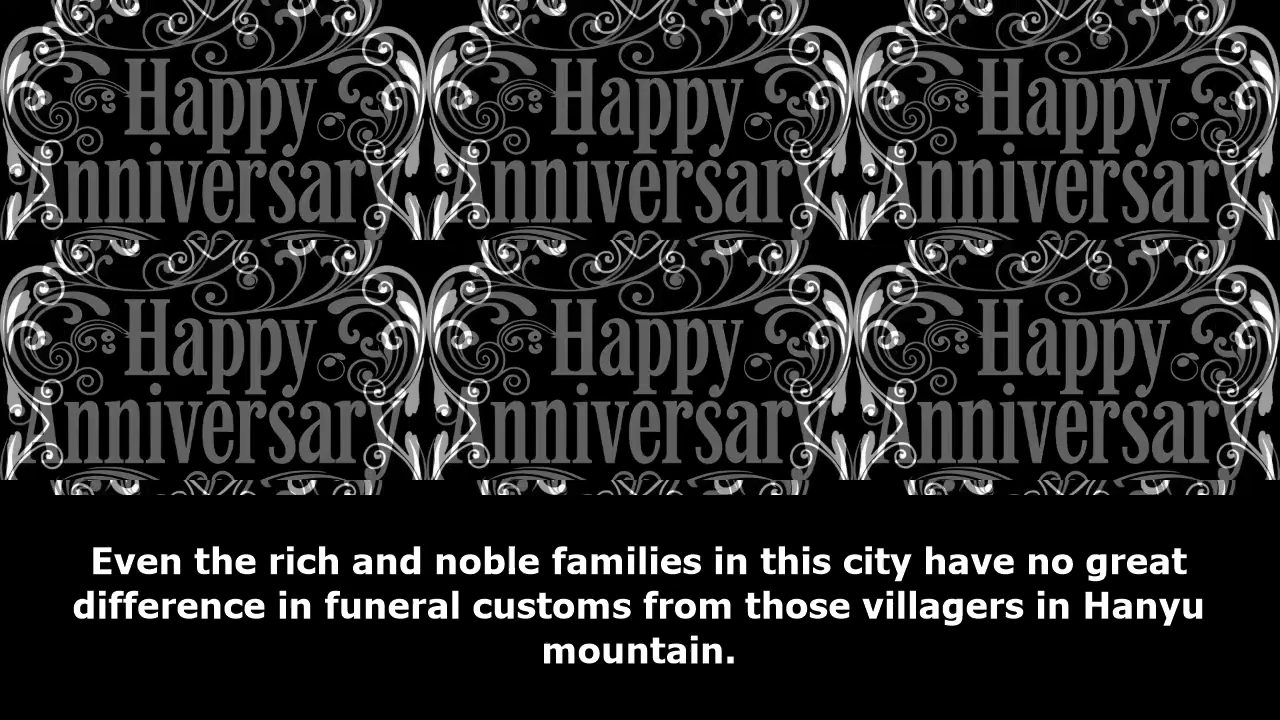 Happy Happy Happy
Anniversary Anniversary Anniversary
Happy Happy Happy
Anniversary Anniversary Anniversary
Even the rich and noble families in this city have no great
difference in funeral customs from those villagers in Hanyu
mountain.